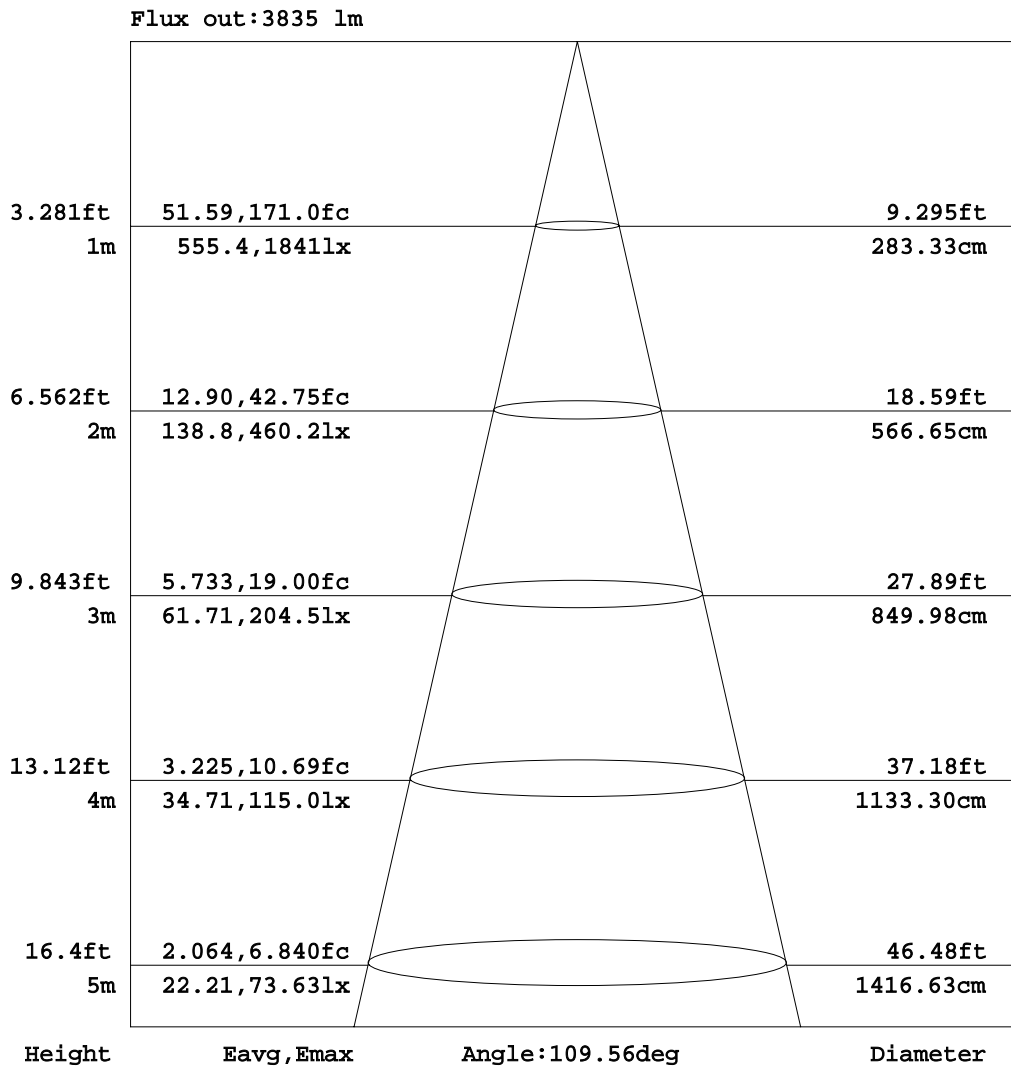 Flux out:3835 lm
3.281ft 51.59,171.0fc 9.295ft
1m 555.4,1841lx 283.33cm
6.562ft 12.90,42.75fc 18.59ft
2m 138.8,460.2lx 566.65cm
9.843ft 5.733,19.00fc 27.89ft
3m 61.71,204.5lx 849.98cm
13.12ft 3.225,10.69fc 37.18ft
4m 34.71,115.0lx 1133.30cm
16.4ft 2.064,6.840fc 46.48ft
5m 22.21,73.63lx 1416.63cm
Height Eavg,Emax Angle:109.56deg Diameter